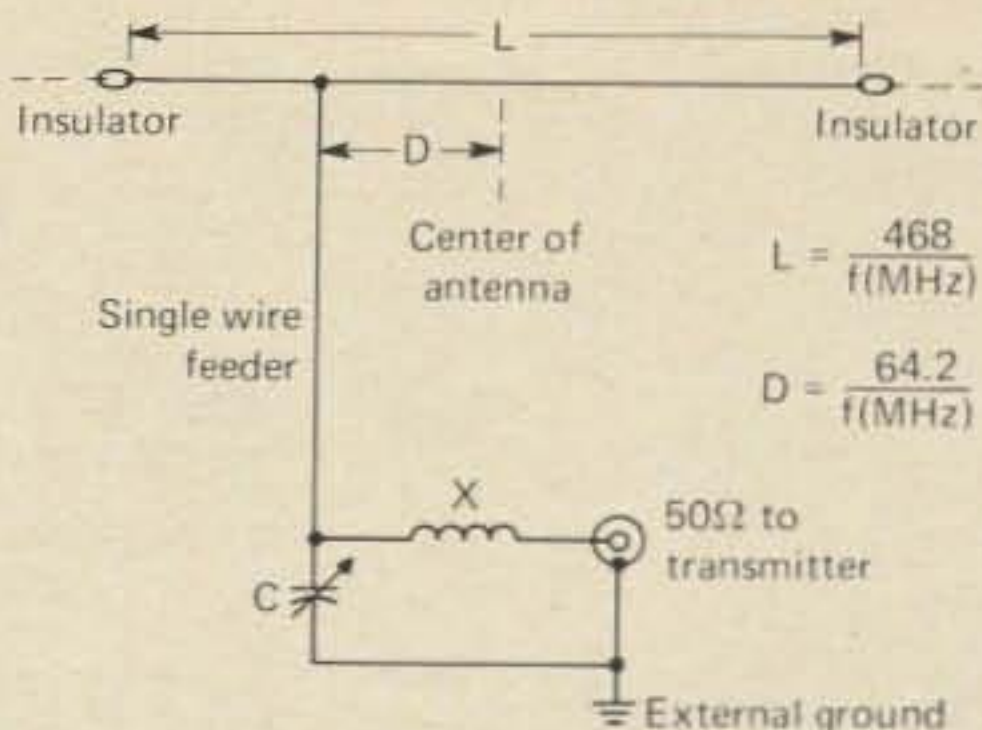 L
Insulator
Insulator
D
Center of
antenna
L = 468
f(MHz)
Single wire
feeder
D = 64.2
f(MHz)
X
50Ω to
transmitter
C
External ground